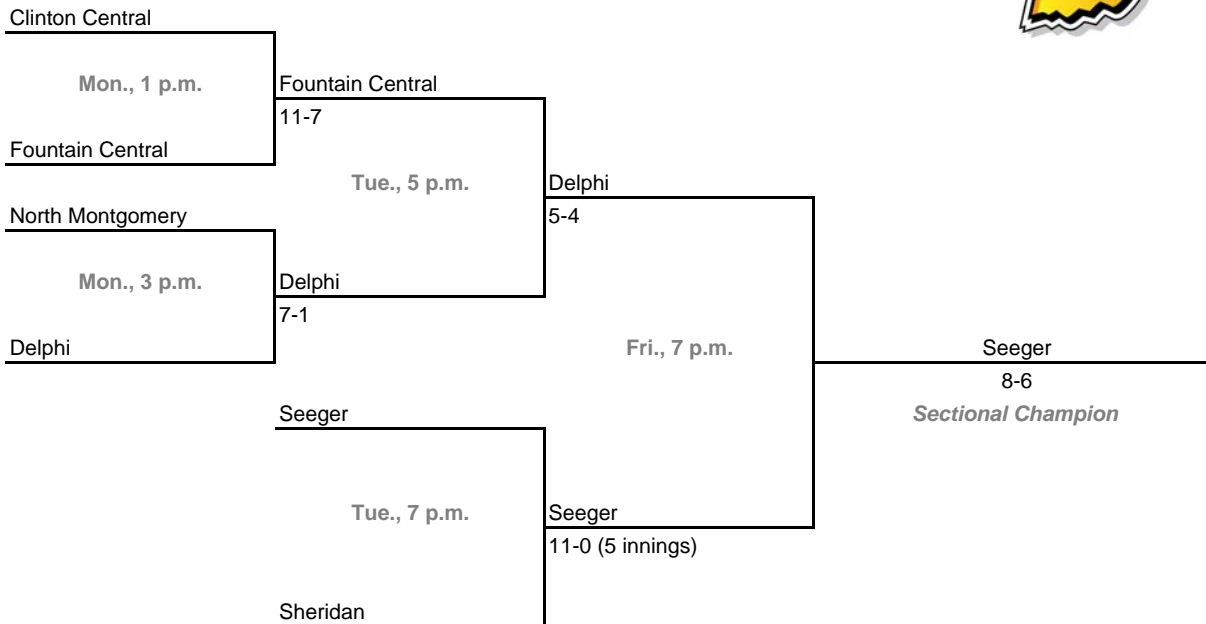 Clinton Central
Mon., 1 p.m.
Fountain Central
11-7
Fountain Central
Tue., 5 p.m.
Delphi
North Montgomery
5-4
Mon., 3 p.m.
Delphi
7-1
Delphi
Fri., 7 p.m.
Seeger
8-6
Seeger
Sectional Champion
Tue., 7 p.m.
Seeger
11-0 (5 innings)
Sheridan